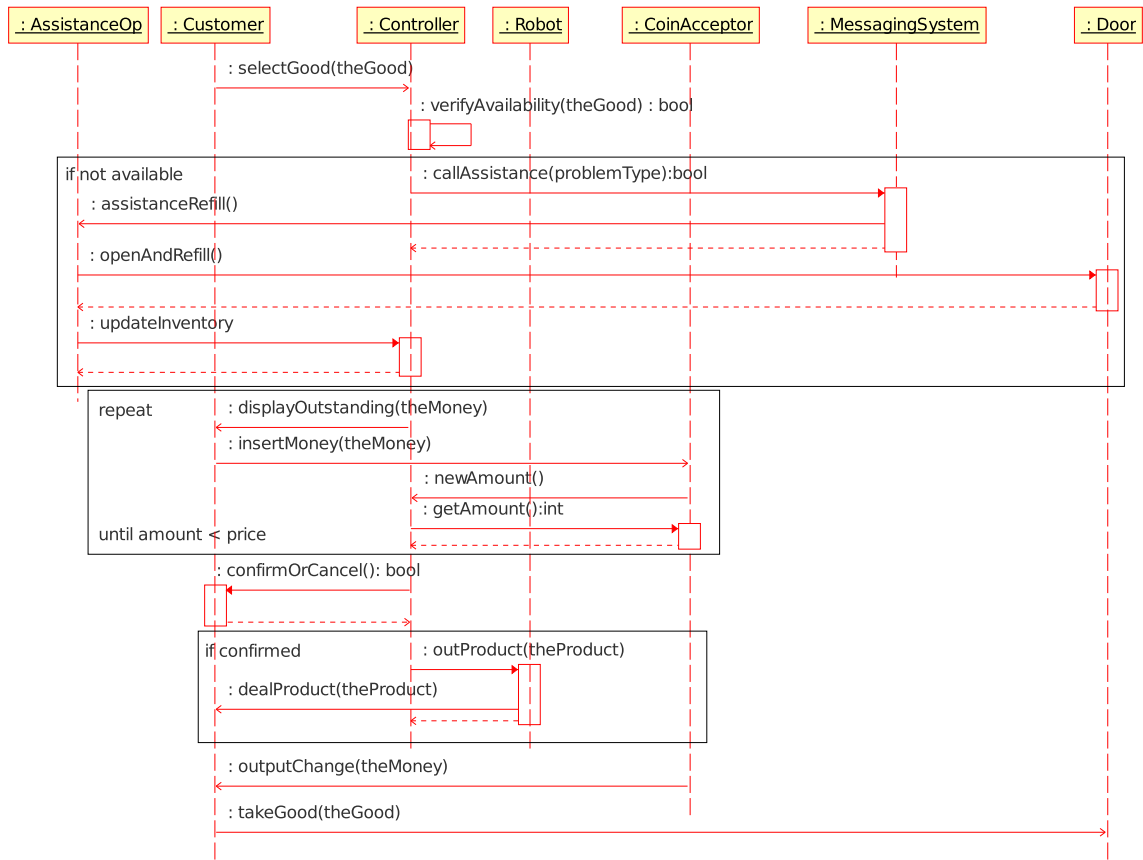 : AssistanceOp
: Customer
: Controller
: Robot
: CoinAcceptor
: MessagingSystem
: Door
: selectGood(theGood)
: verifyAvailability(theGood) : bool
if not available
: callAssistance(problemType):bool
: assistanceRefill()
: openAndRefill()
: updateInventory
repeat
: displayOutstanding(theMoney)
: insertMoney(theMoney)
: newAmount()
: getAmount():int
until amount < price
: confirmOrCancel(): bool
if confirmed
: outProduct(theProduct)
: dealProduct(theProduct)
: outputChange(theMoney)
: takeGood(theGood)